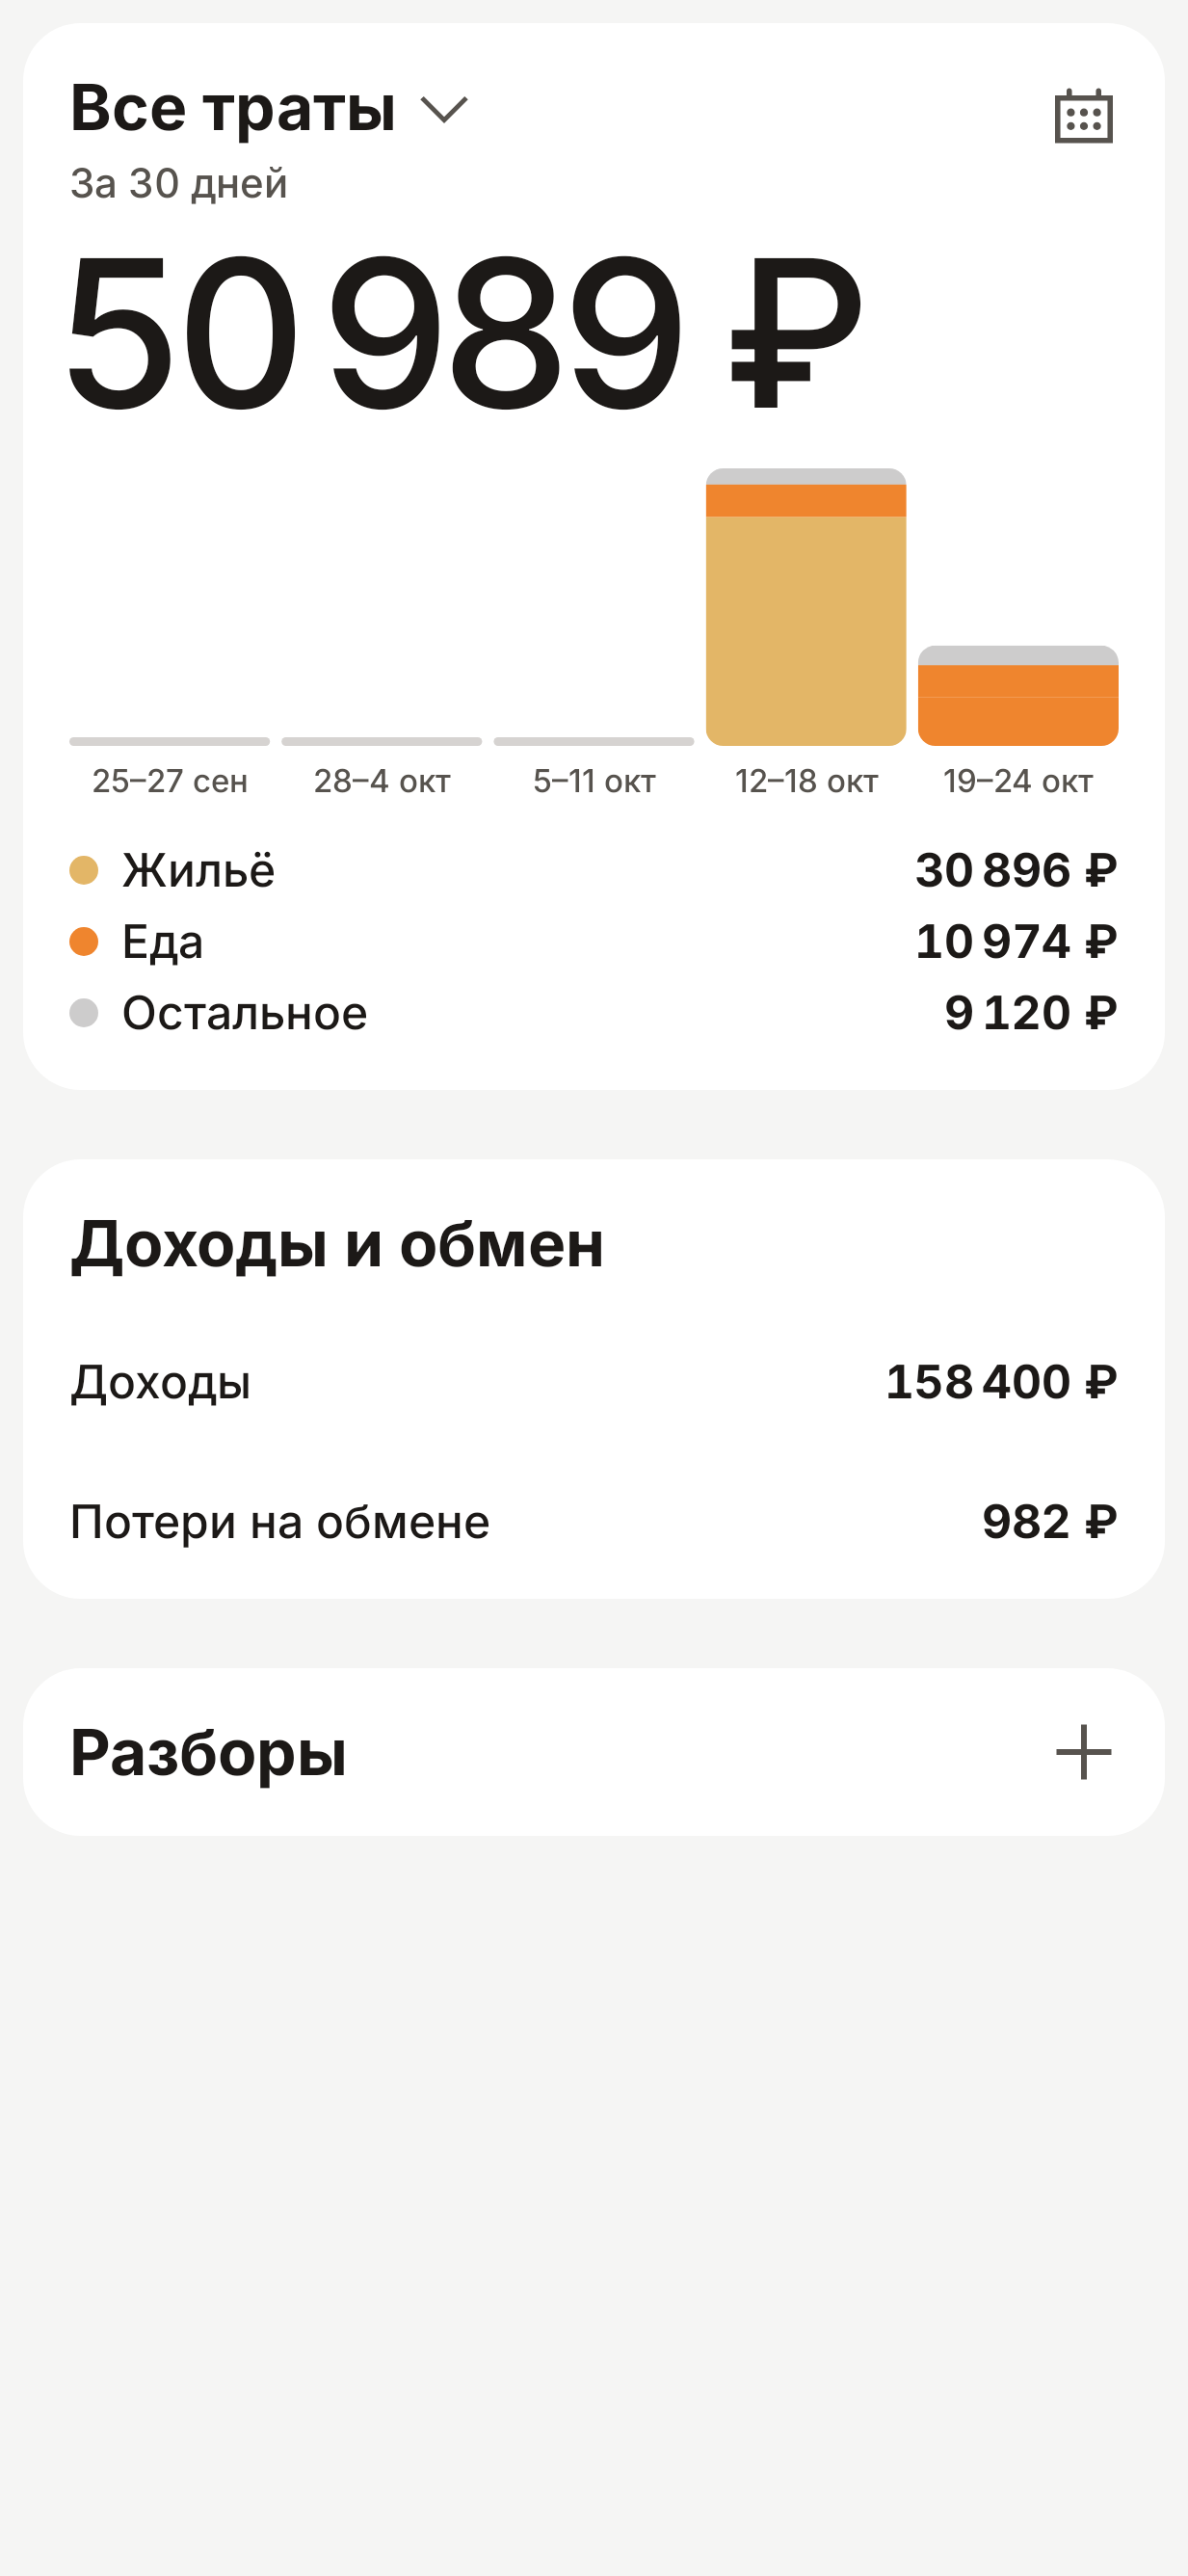 Все траты
За 30 дней
50 989 ₽
25–27 сен 28–4 окт 5–11 окт 12–18 окт 19–24 окт
Жильё 30 896 ₽
Еда 10 974 ₽
Остальное 9 120 ₽
Доходы и обмен
Доходы 158 400 ₽
Потери на обмене 982 ₽
Разборы